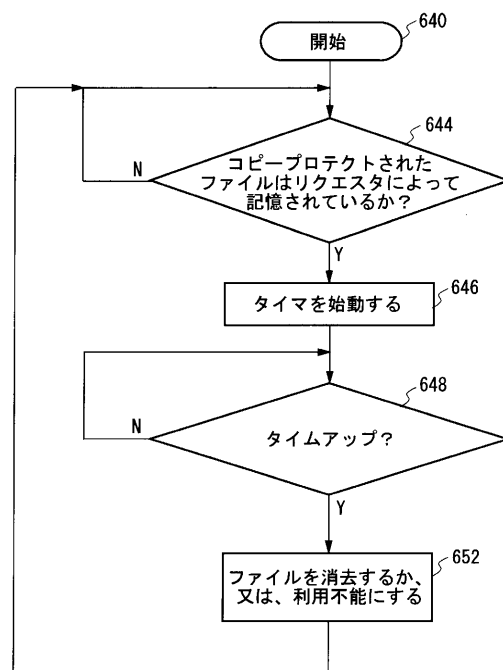 開始
640
コピープロテクトされた
ファイルはリクエスタによって
記憶されているか?
644
N
Y
タイマを始動する
646
タイムアップ?
648
N
Y
ファイルを消去するか、
又は、利用不能にする
652